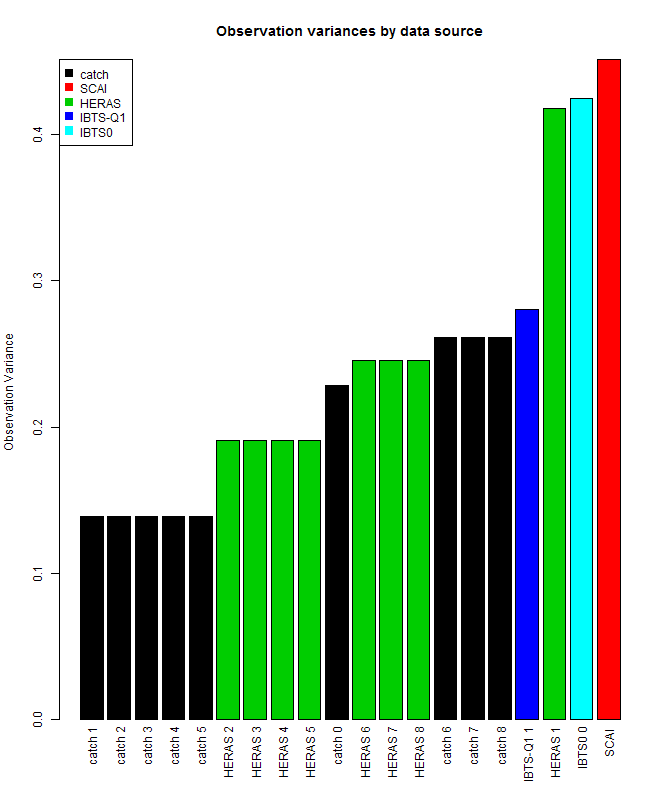 Observation variances by data source
catch
SCAI
HERAS
IBTS-Q1
IBTS0
Observation Variance
0.4
0.3
0.2
0.1
0.0
catch 1
catch 2
catch 3
catch 4
catch 5
HERAS 2
HERAS 3
HERAS 4
HERAS 5
catch 0
HERAS 6
HERAS 7
HERAS 8
catch 6
catch 7
catch 8
IBTS-Q1 1
HERAS 1
IBTS0 0
SCAI